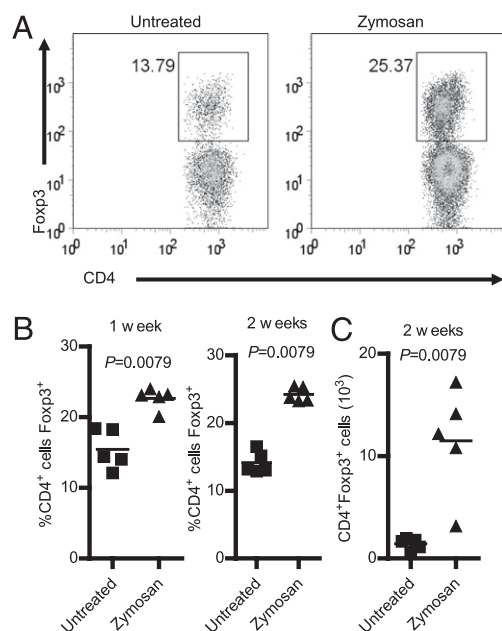 A
Untreated
Zymosan
13.79
25.37
10³
10³
10²
10²
10¹
10¹
10⁰
10⁰
10⁰ 10¹ 10² 10³
10⁰ 10¹ 10² 10³
Foxp3
CD4
B
1 week
2 weeks
C
2 weeks
P=0.0079
P=0.0079
P=0.0079
%CD4⁺ cells Foxp3⁺
30
20
10
0
Untreated
Zymosan
%CD4⁺ cells Foxp3⁺
30
20
10
0
Untreated
Zymosan
CD4⁺Foxp3⁺ cells (10³)
20
10
0
Untreated
Zymosan